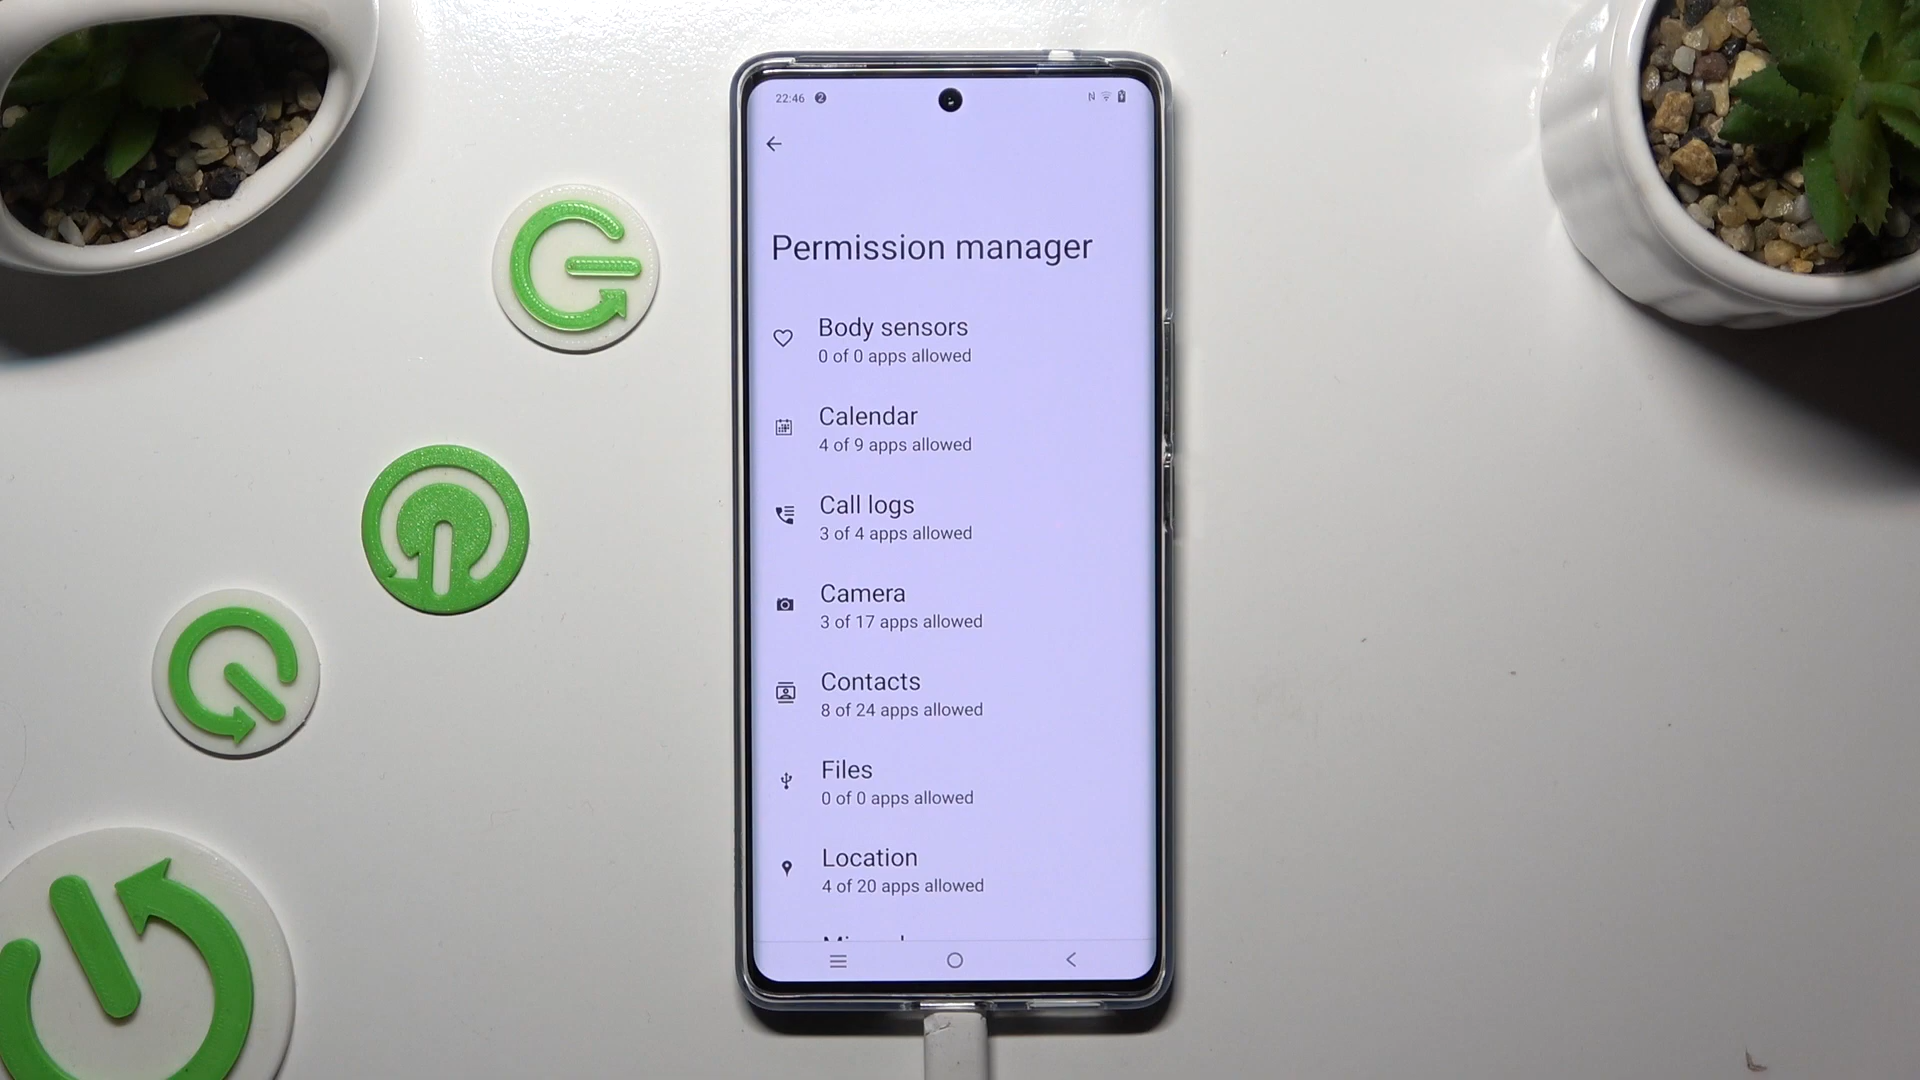 22:46 2
Permission manager
Body sensors
0 of 0 apps allowed
Calendar
4 of 9 apps allowed
Call logs
3 of 4 apps allowed
Camera
3 of 17 apps allowed
Contacts
8 of 24 apps allowed
Files
0 of 0 apps allowed
Location
4 of 20 apps allowed